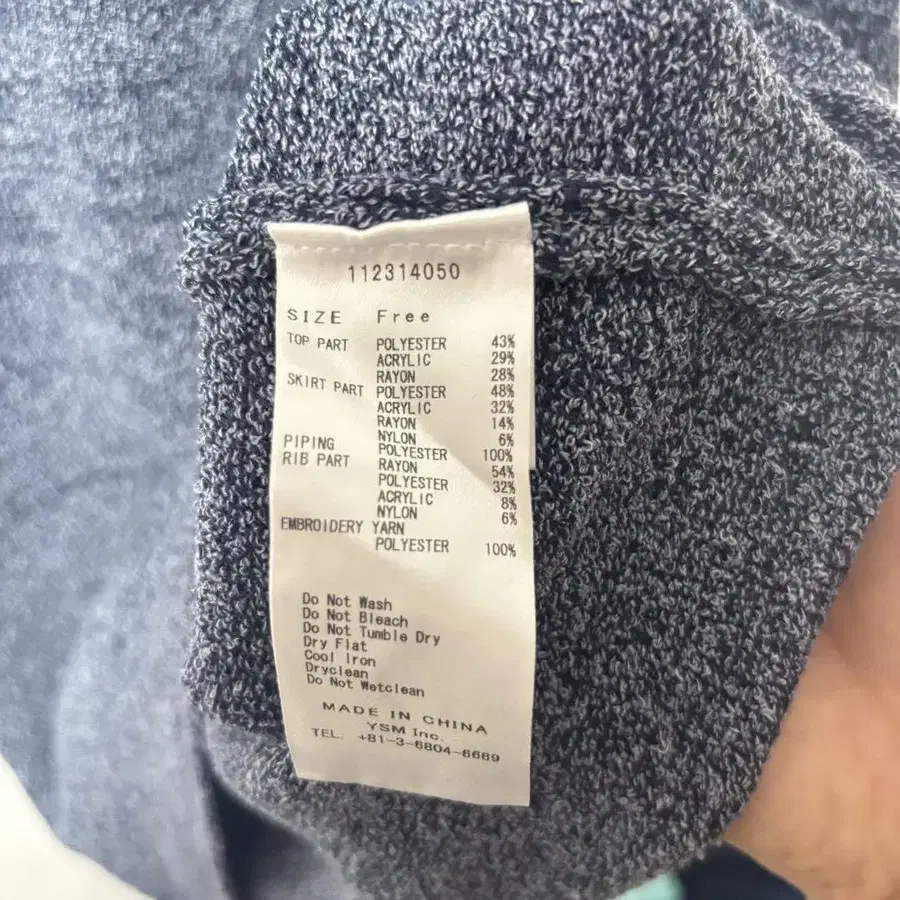 112314050
SIZE Free
TOP PART POLYESTER 43%
ACRYLIC 29%
RAYON 28%
SKIRT PART POLYESTER 48%
ACRYLIC 32%
RAYON 14%
NYLON 6%
PIPING POLYESTER 100%
RIB PART RAYON 54%
POLYESTER 32%
ACRYLIC 8%
NYLON 6%
EMBROIDERY YARN
POLYESTER 100%
Do Not Wash
Do Not Bleach
Do Not Tumble Dry
Dry Flat
Cool Iron
Dryclean
Do Not Wetclean
MADE IN CHINA
YSM Inc.
TEL. +81-3-6804-6689